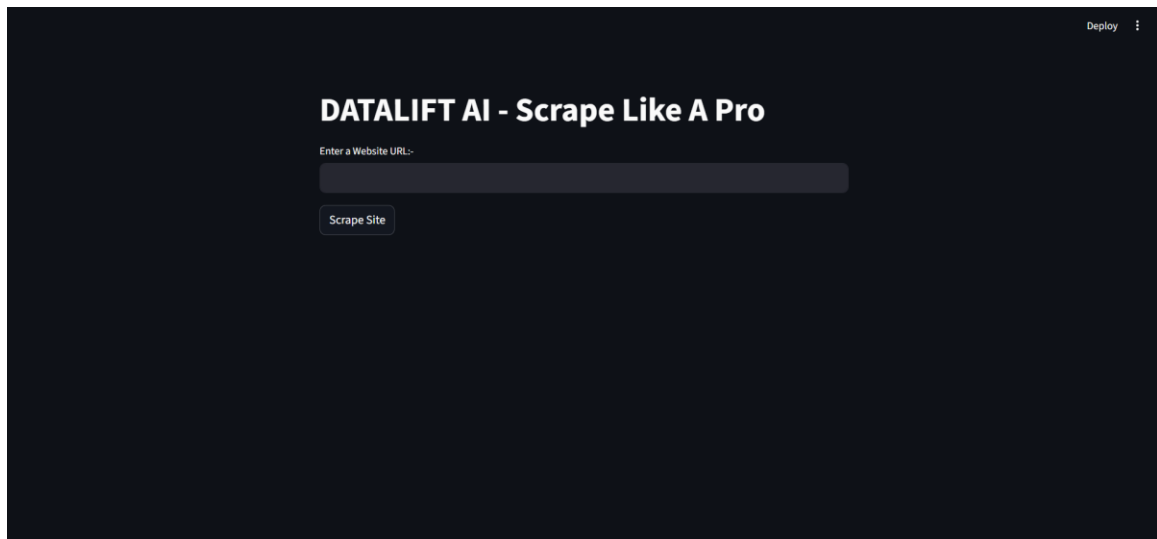 Deploy
DATALIFT AI - Scrape Like A Pro
Enter a Website URL:-
Scrape Site